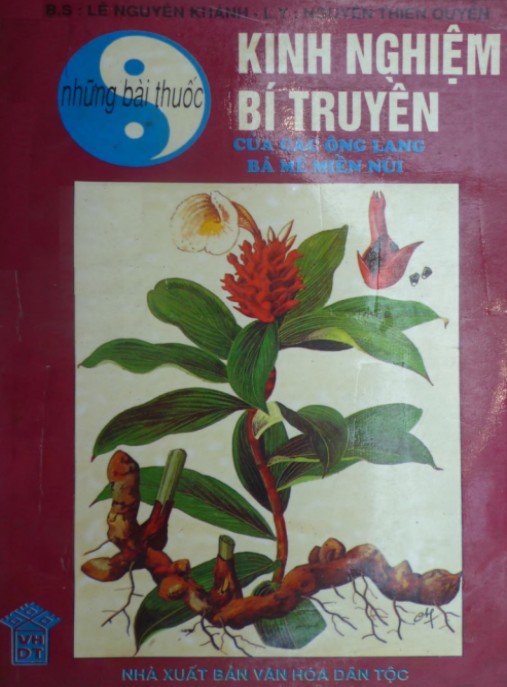 B.S : LÊ NGUYÊN KHÁNH - L.Y : NGUYỄN THIỆN QUYẾN
những bài thuốc
KINH NGHIỆM
BÍ TRUYỀN
CỦA CÁC ÔNG LANG
BÀ MẾ MIỀN NÚI
VH
DT
NHÀ XUẤT BẢN VĂN HÓA DÂN TỘC